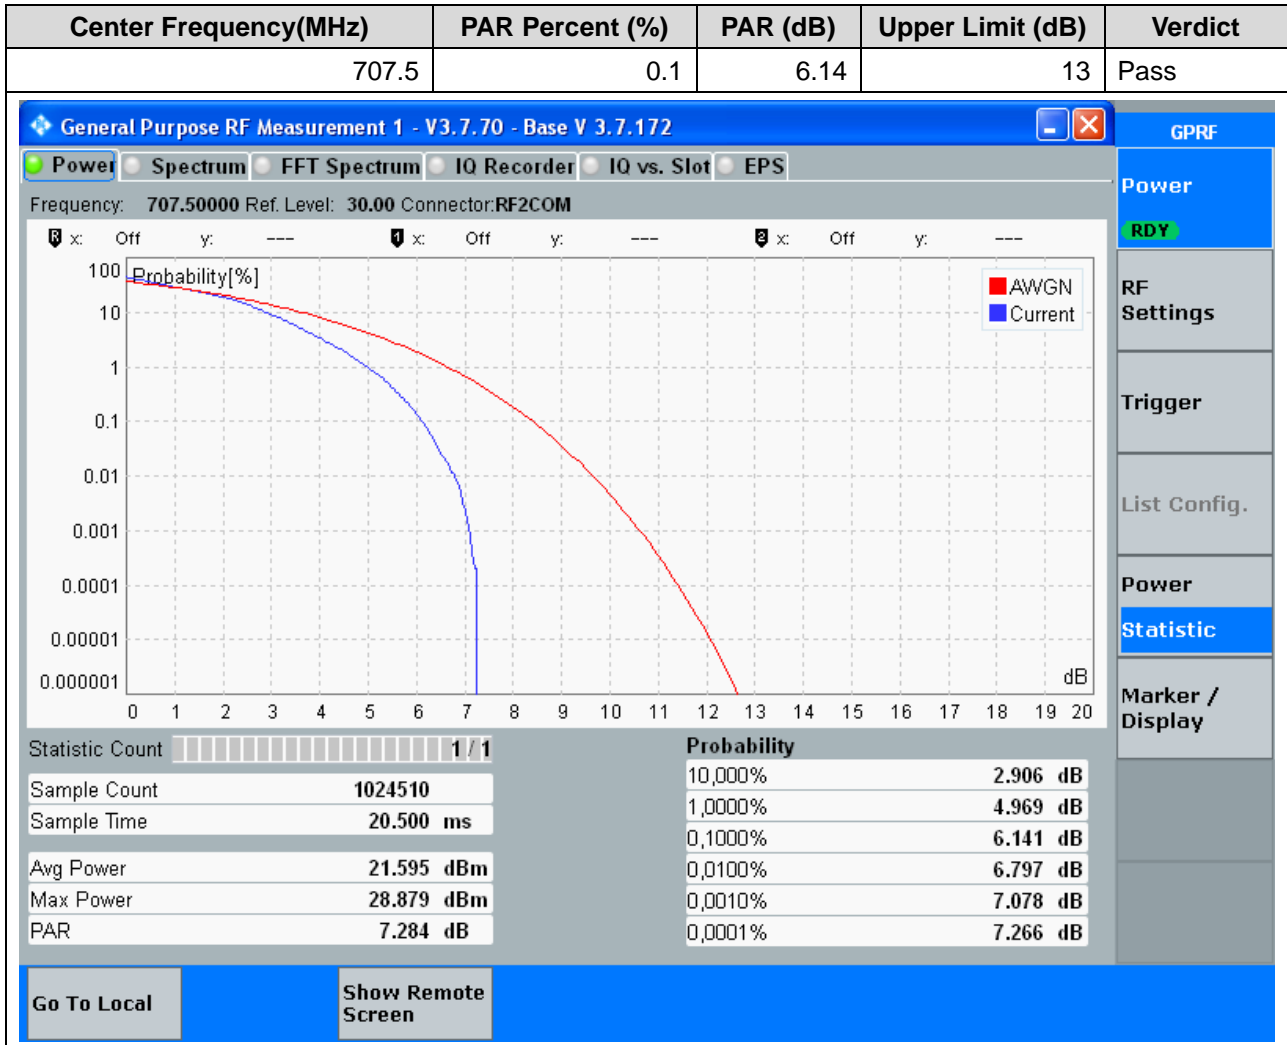 Center Frequency(MHz) PAR Percent (%) PAR (dB) Upper Limit (dB) Verdict
707.5 0.1 6.14 13 Pass
General Purpose RF Measurement 1 - V3.7.70 - Base V 3.7.172
GPRF
Power Spectrum FFT Spectrum IQ Recorder IQ vs. Slot EPS
Frequency: 707.50000 Ref. Level: 30.00 Connector:RF2COM
R x: Off y: --- 1 x: Off y: --- 2 x: Off y: ---
Probability[%]
100
10
1
0.1
0.01
0.001
0.0001
0.00001
0.000001
AWGN
Current
dB
0 1 2 3 4 5 6 7 8 9 10 11 12 13 14 15 16 17 18 19 20
Statistic Count 1 / 1
Sample Count 1024510
Sample Time 20.500 ms
Avg Power 21.595 dBm
Max Power 28.879 dBm
PAR 7.284 dB
Probability
10,000% 2.906 dB
1,0000% 4.969 dB
0,1000% 6.141 dB
0,0100% 6.797 dB
0,0010% 7.078 dB
0,0001% 7.266 dB
Power
RDY
RF
Settings
Trigger
List Config.
Power
Statistic
Marker /
Display
Go To Local
Show Remote
Screen